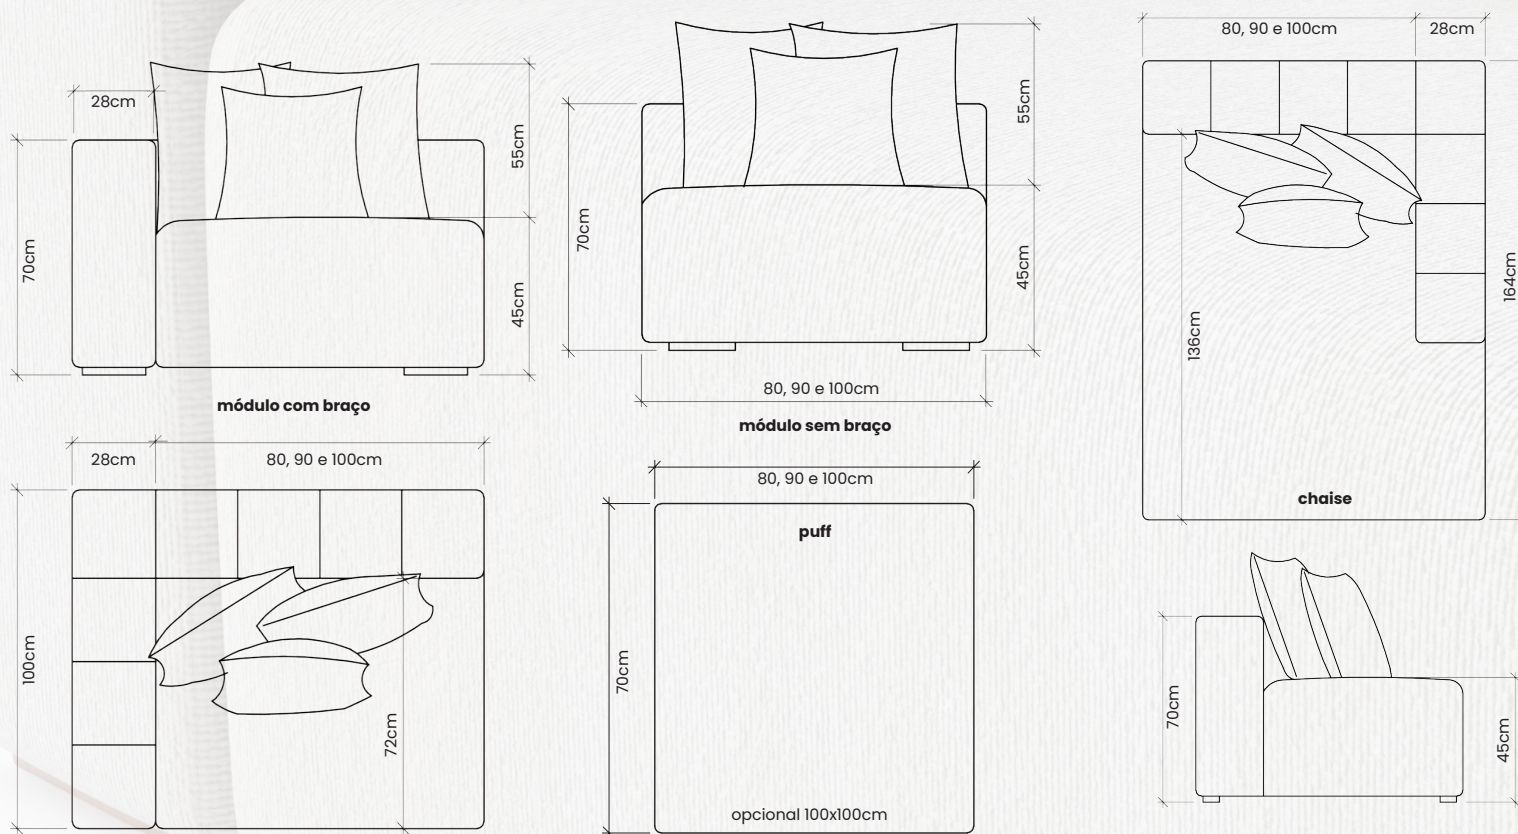 28cm
55cm
70cm
45cm
módulo com braço
28cm
80, 90 e 100cm
100cm
72cm
55cm
70cm
45cm
80, 90 e 100cm
módulo sem braço
80, 90 e 100cm
puff
70cm
opcional 100x100cm
80, 90 e 100cm
28cm
164cm
136cm
chaise
70cm
45cm